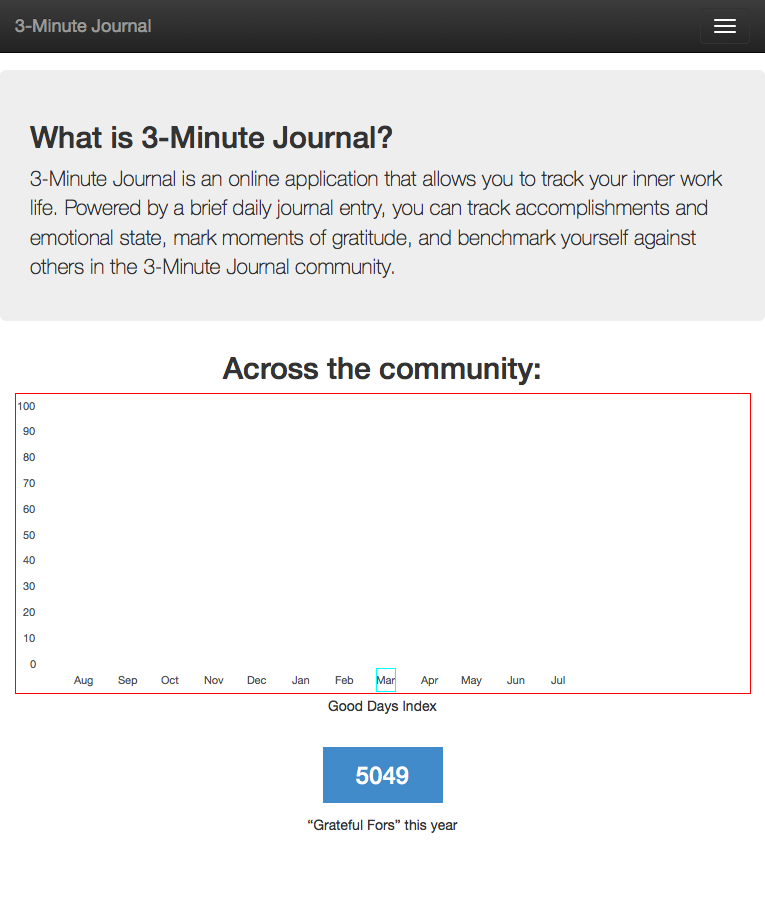 3-Minute Journal
What is 3-Minute Journal?
3-Minute Journal is an online application that allows you to track your inner work
life. Powered by a brief daily journal entry, you can track accomplishments and
emotional state, mark moments of gratitude, and benchmark yourself against
others in the 3-Minute Journal community.
Across the community:
100
90
80
70
60
50
40
30
20
10
0
Aug Sep Oct Nov Dec Jan Feb Mar Apr May Jun Jul
Good Days Index
5049
“Grateful Fors” this year